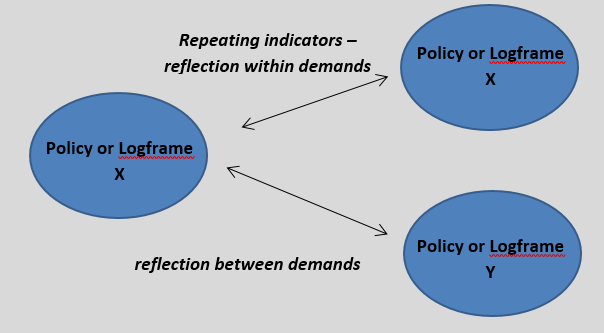 Repeating indicators –
reflection within demands
Policy or Logframe
X
Policy or Logframe
X
reflection between demands
Policy or Logframe
Y